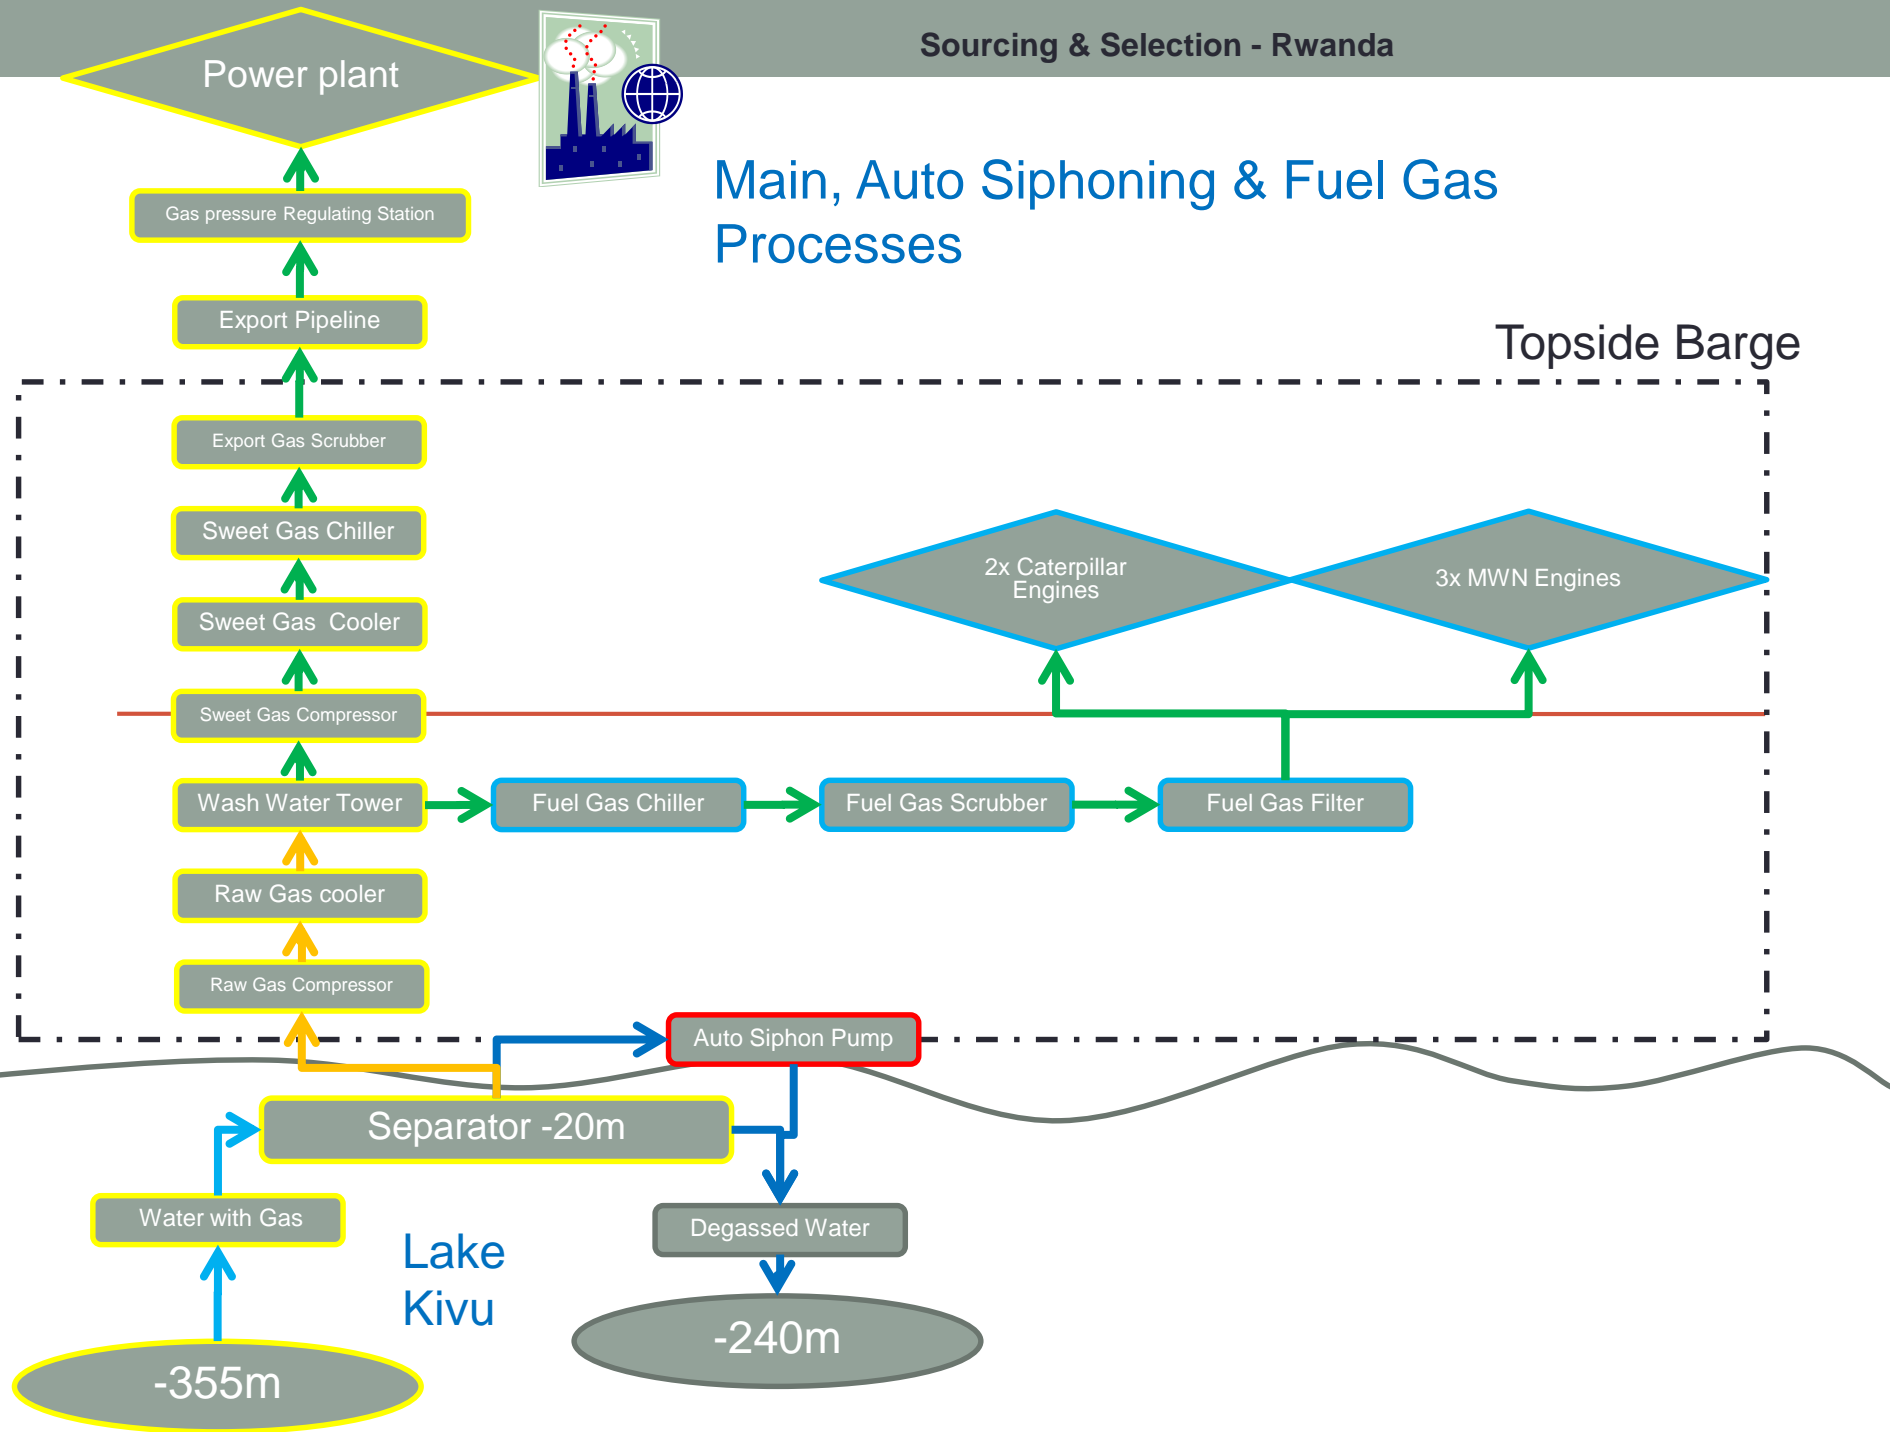 Sourcing & Selection - Rwanda
Power plant
Main, Auto Siphoning & Fuel Gas
Processes
Gas pressure Regulating Station
Export Pipeline
Topside Barge
Export Gas Scrubber
Sweet Gas Chiller
2x Caterpillar
Engines
3x MWN Engines
Sweet Gas  Cooler
Sweet Gas Compressor
Wash Water Tower
Fuel Gas Chiller
Fuel Gas Scrubber
Fuel Gas Filter
Raw Gas cooler
Raw Gas Compressor
Auto Siphon Pump
Separator -20m
Water with Gas
Degassed Water
Lake
Kivu
-240m
-355m